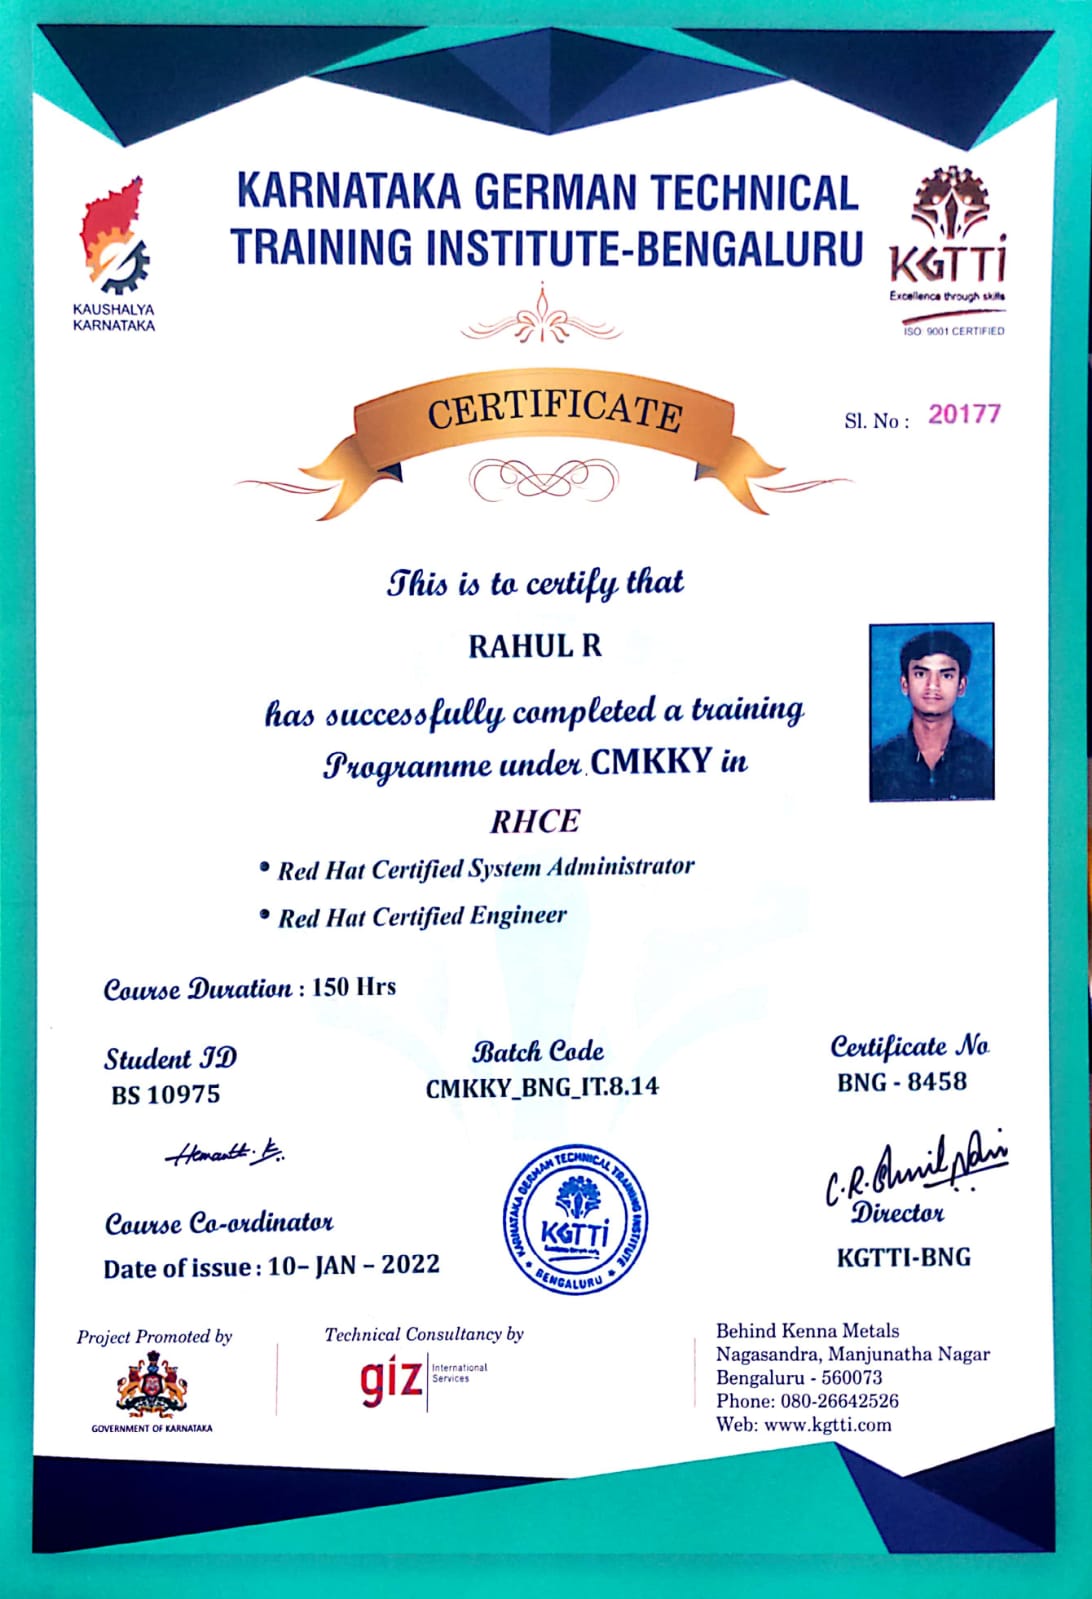 KARNATAKA GERMAN TECHNICAL
TRAINING INSTITUTE-BENGALURU
KAUSHALYA
KARNATAKA
KGTTI
Excellence through skills
ISO 9001 CERTIFIED
CERTIFICATE
Sl. No : 20177
This is to certify that
RAHUL R
has successfully completed a training
Programme under CMKKY in
RHCE
• Red Hat Certified System Administrator
• Red Hat Certified Engineer
Course Duration : 150 Hrs
Student ID
BS 10975
Batch Code
CMKKY_BNG_IT.8.14
Certificate No
BNG - 8458
Hemanth. K.
Course Co-ordinator
Date of issue : 10– JAN – 2022
KARNATAKA GERMAN TECHNICAL TRAINING INSTITUTE
KGTTI
BENGALURU
C.R.
Director
KGTTI-BNG
Project Promoted by
GOVERNMENT OF KARNATAKA
Technical Consultancy by
giz International
Services
Behind Kenna Metals
Nagasandra, Manjunatha Nagar
Bengaluru - 560073
Phone: 080-26642526
Web: www.kgtti.com